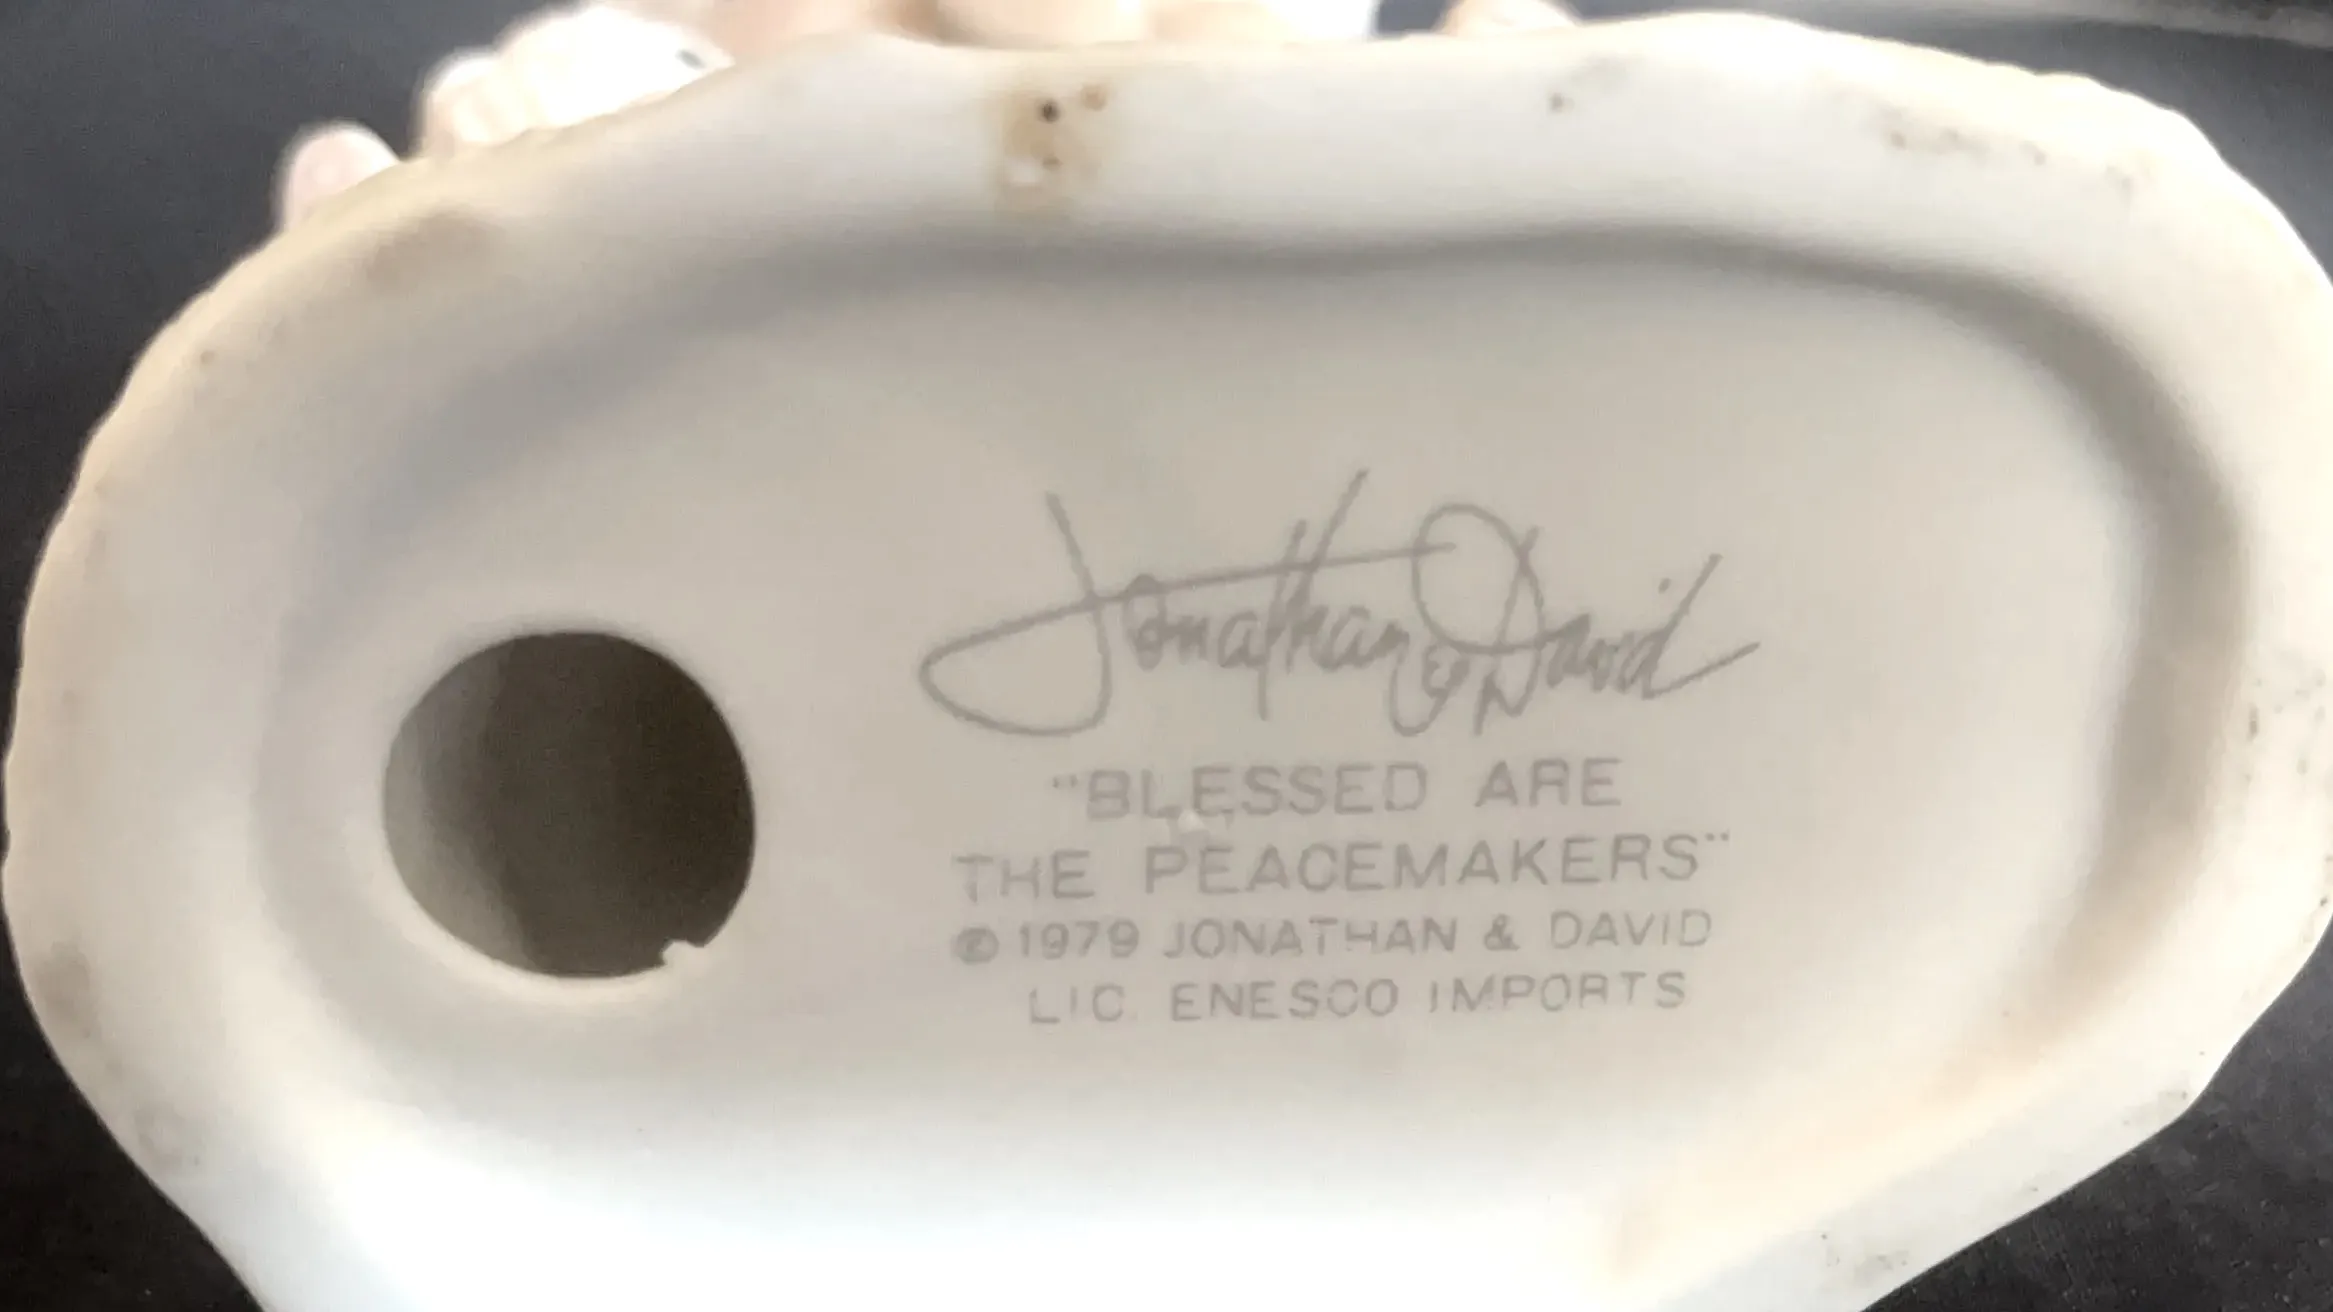 Jonathan & David
"BLESSED ARE
THE PEACEMAKERS"
© 1979 JONATHAN & DAVID
LIC. ENESCO IMPORTS